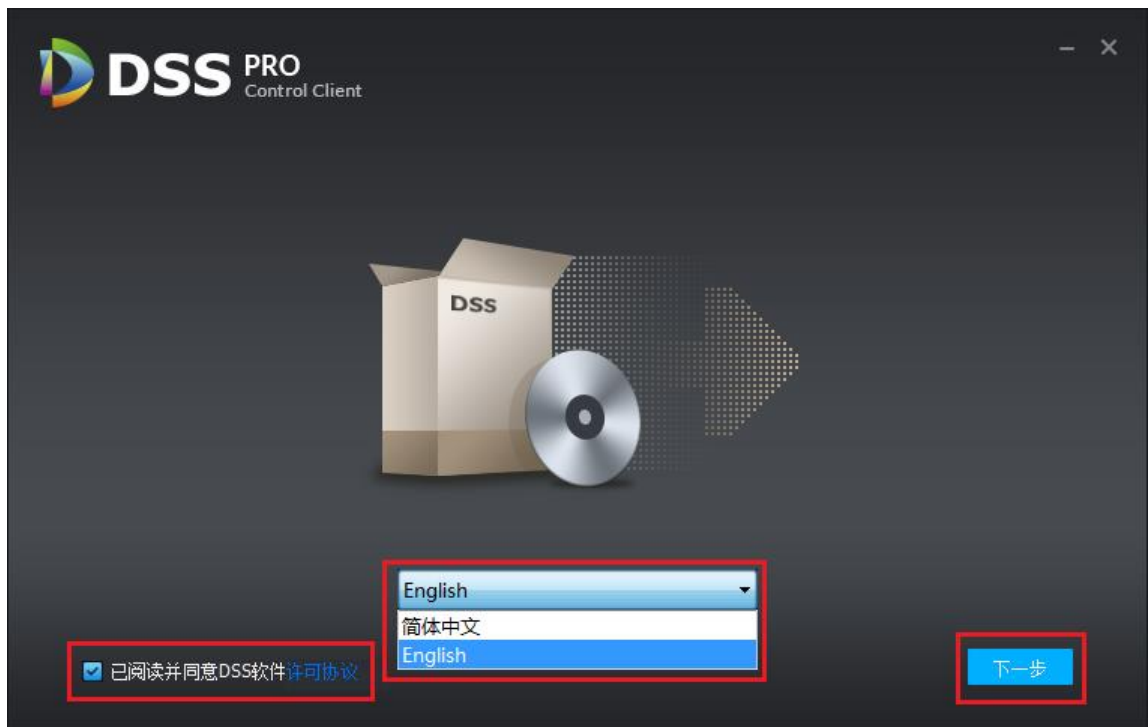 DSS PRO
Control Client
DSS
English
简体中文
English
已阅读并同意DSS软件许可协议
下一步